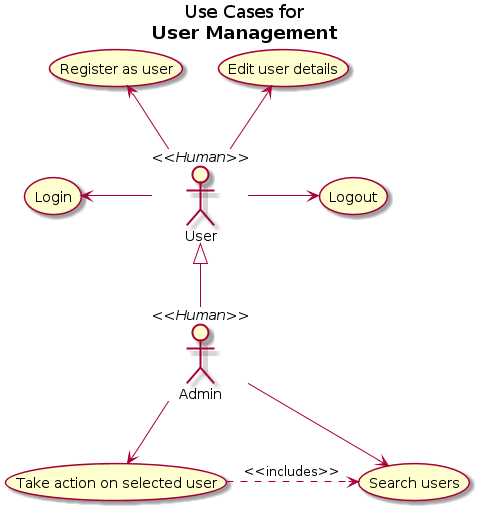 Use Cases for
User Management
Register as user
Edit user details
<<Human>>
Login
Logout
User
<<Human>>
Admin
<<includes>>
Take action on selected user
Search users